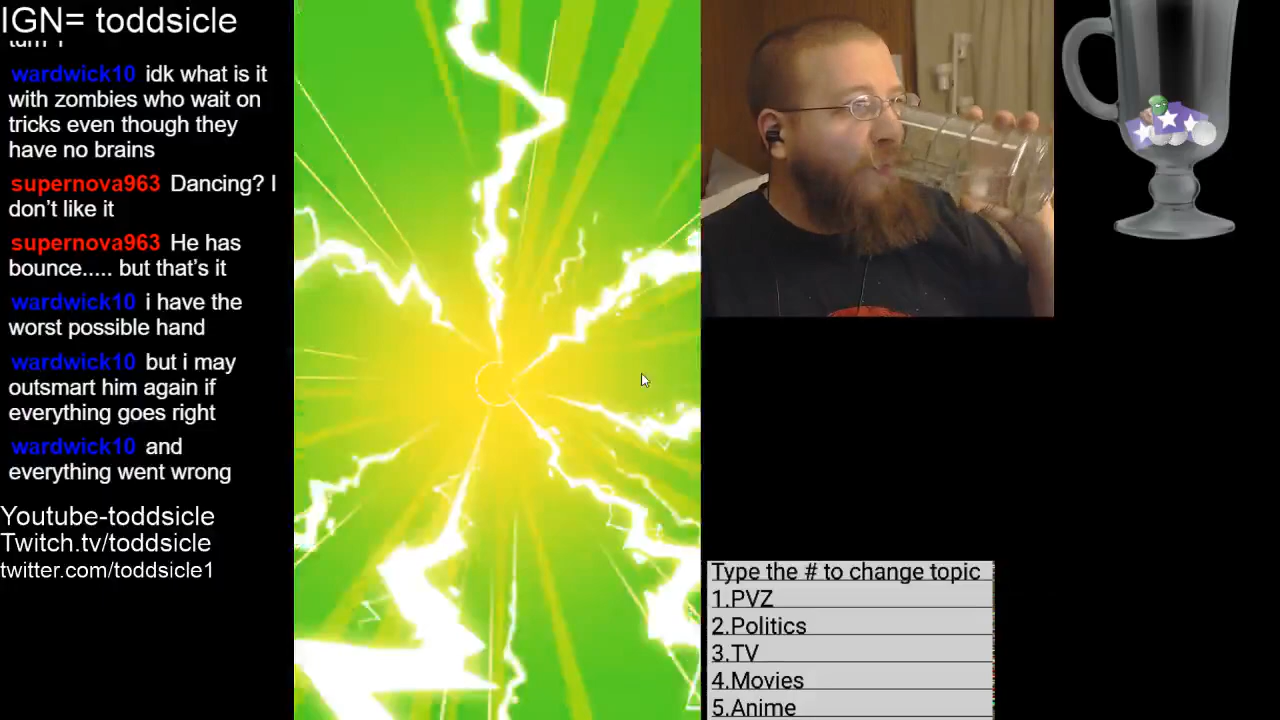 IGN= toddsicle
turn 1
wardwick10 idk what is it
with zombies who wait on
tricks even though they
have no brains
supernova963 Dancing? I
don't like it
supernova963 He has
bounce..... but that's it
wardwick10 i have the
worst possible hand
wardwick10 but i may
outsmart him again if
everything goes right
wardwick10 and
everything went wrong
Youtube-toddsicle
Twitch.tv/toddsicle
twitter.com/toddsicle1
Type the # to change topic
1.PVZ
2.Politics
3.TV
4.Movies
5.Anime